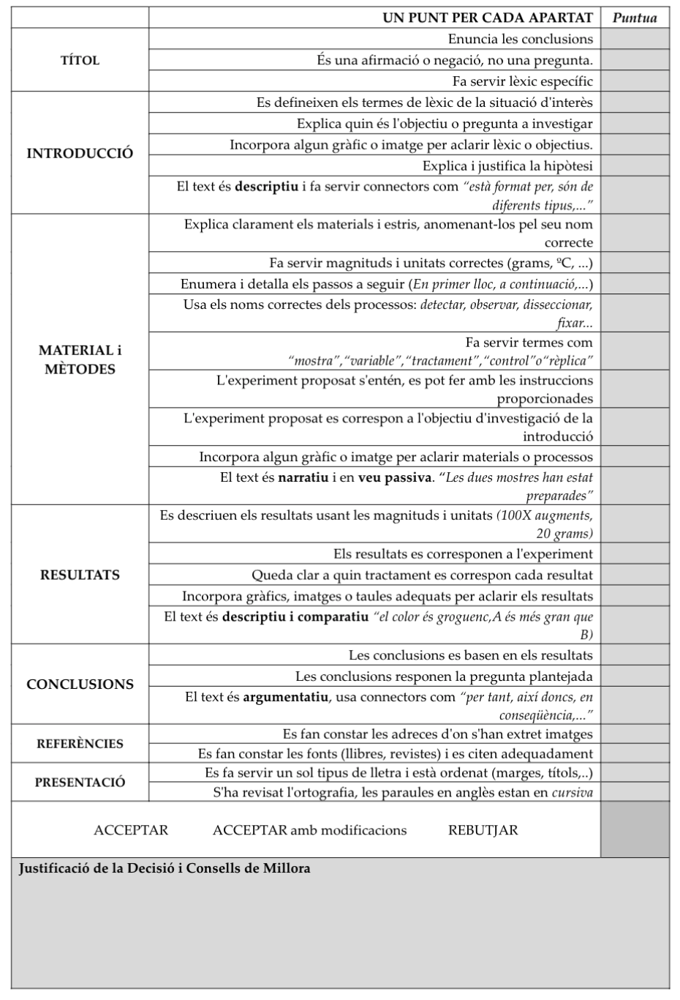 UN PUNT PER CADA APARTAT Puntua
TÍTOL
Enuncia les conclusions
És una afirmació o negació, no una pregunta.
Fa servir lèxic específic
INTRODUCCIÓ
Es defineixen els termes de lèxic de la situació d'interès
Explica quin és l'objectiu o pregunta a investigar
Incorpora algun gràfic o imatge per aclarir lèxic o objectius.
Explica i justifica la hipòtesi
El text és descriptiu i fa servir connectors com “està format per, són de
diferents tipus,...”
MATERIAL i
MÈTODES
Explica clarament els materials i estris, anomenant-los pel seu nom
correcte
Fa servir magnituds i unitats correctes (grams, ºC, ...)
Enumera i detalla els passos a seguir (En primer lloc, a continuació,...)
Usa els noms correctes dels processos: detectar, observar, disseccionar,
fixar...
Fa servir termes com
“mostra”,“variable”,“tractament”,“control”o“rèplica”
L'experiment proposat s'entén, es pot fer amb les instruccions
proporcionades
L'experiment proposat es correspon a l'objectiu d'investigació de la
introducció
Incorpora algun gràfic o imatge per aclarir materials o processos
El text és narratiu i en veu passiva. “Les dues mostres han estat
preparades”
RESULTATS
Es descriuen els resultats usant les magnituds i unitats (100X augments,
20 grams)
Els resultats es corresponen a l'experiment
Queda clar a quin tractament es correspon cada resultat
Incorpora gràfics, imatges o taules adequats per aclarir els resultats
El text és descriptiu i comparatiu “el color és groguenc,A és més gran que
B)
CONCLUSIONS
Les conclusions es basen en els resultats
Les conclusions responen la pregunta plantejada
El text és argumentatiu, usa connectors com “per tant, així doncs, en
conseqüència,...”
REFERÈNCIES
Es fan constar les adreces d'on s'han extret imatges
Es fan constar les fonts (llibres, revistes) i es citen adequadament
PRESENTACIÓ
Es fa servir un sol tipus de lletra i està ordenat (marges, títols,..)
S'ha revisat l'ortografia, les paraules en anglès estan en cursiva
ACCEPTAR ACCEPTAR amb modificacions REBUTJAR
Justificació de la Decisió i Consells de Millora